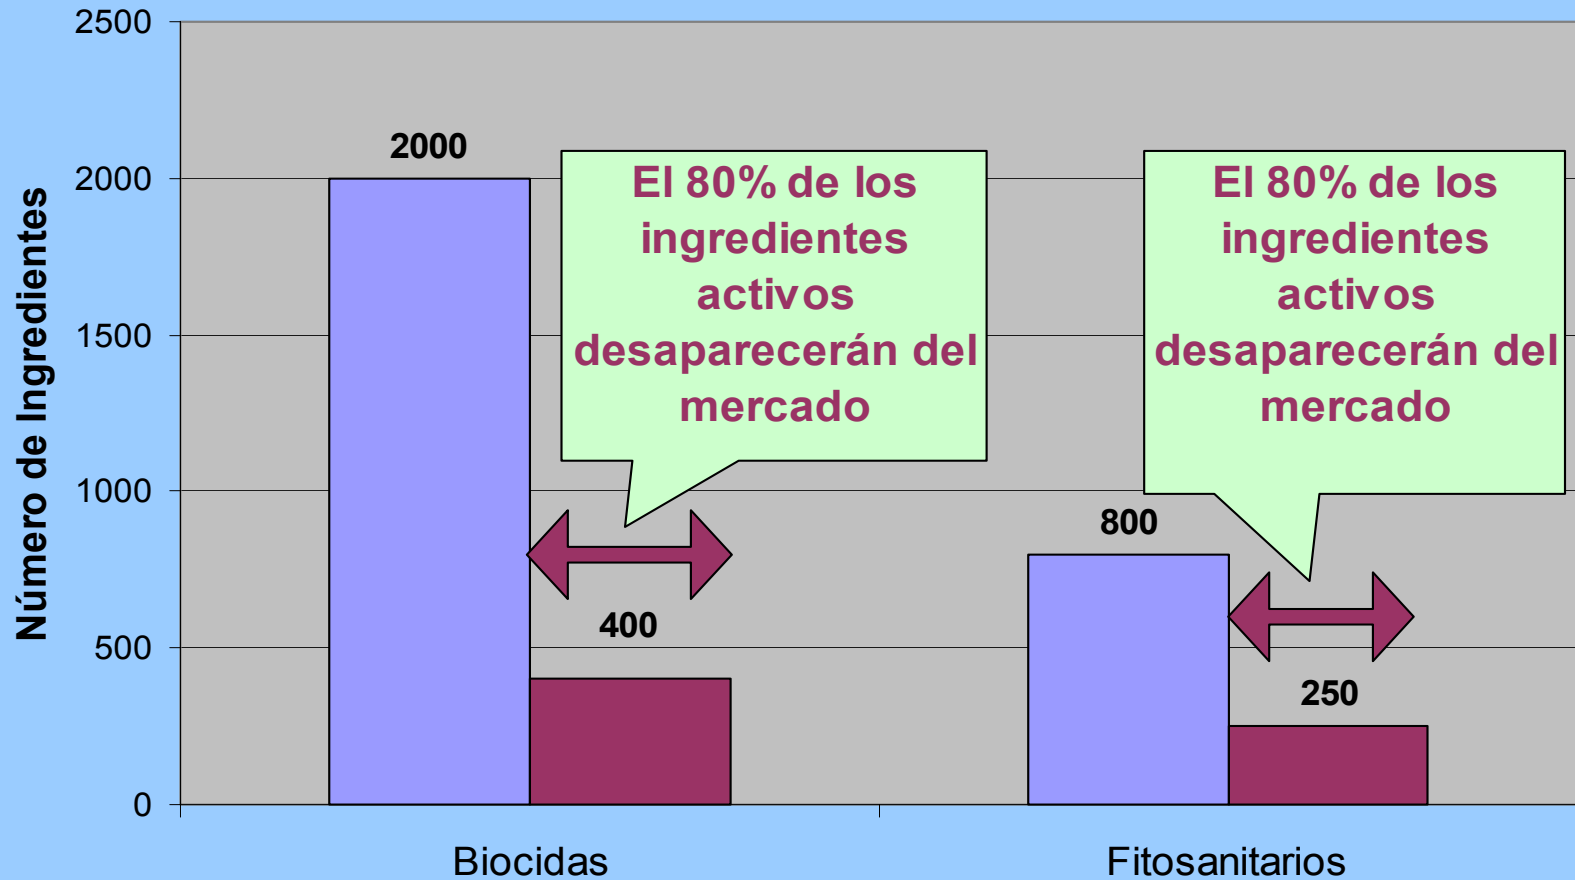 2500
2000
1500
1000
500
0
Número de Ingredientes
2000
El 80% de los
ingredientes
activos
desaparecerán del
mercado
400
800
El 80% de los
ingredientes
activos
desaparecerán del
mercado
250
Biocidas
Fitosanitarios